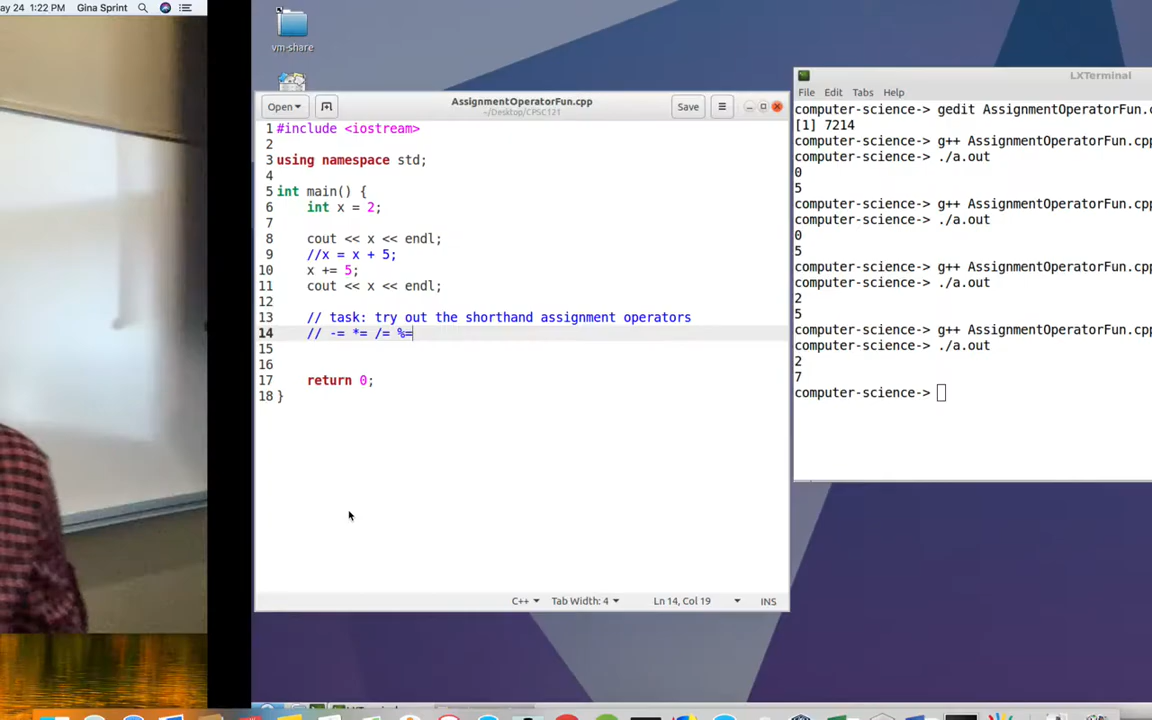 ay 24 1:22 PM Gina Sprint
vm-share
Open
AssignmentOperatorFun.cpp
~/Desktop/CPSC121
Save
1 #include <iostream>
2
3 using namespace std;
4
5 int main() {
6 int x = 2;
7
8 cout << x << endl;
9 //x = x + 5;
10 x += 5;
11 cout << x << endl;
12
13 // task: try out the shorthand assignment operators
14 // -= *= /= %=
15
16
17 return 0;
18 }
C++ Tab Width: 4 Ln 14, Col 19 INS
LXTerminal
File Edit Tabs Help
computer-science-> gedit AssignmentOperatorFun.c
[1] 7214
computer-science-> g++ AssignmentOperatorFun.cpp
computer-science-> ./a.out
0
5
computer-science-> g++ AssignmentOperatorFun.cpp
computer-science-> ./a.out
0
5
computer-science-> g++ AssignmentOperatorFun.cpp
computer-science-> ./a.out
2
5
computer-science-> g++ AssignmentOperatorFun.cpp
computer-science-> ./a.out
2
7
computer-science->